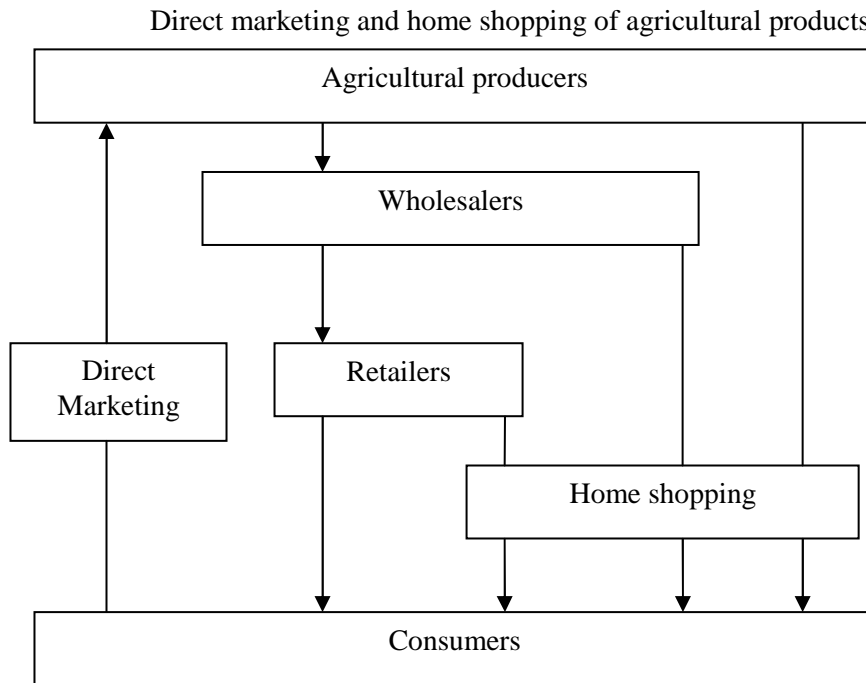 Direct marketing and home shopping of agricultural products
Agricultural producers
Wholesalers
Direct
Marketing
Retailers
Home shopping
Consumers